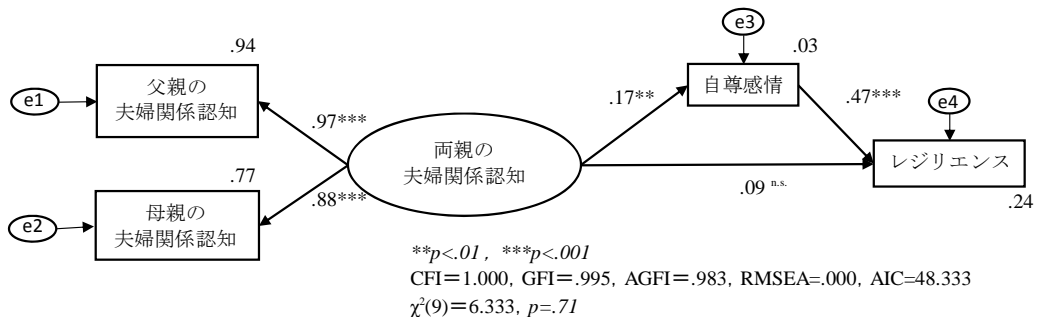 e3
.03
.94
自尊感情
父親の
夫婦関係認知
e1
.17**
.47***
e4
.97***
両親の
夫婦関係認知
レジリエンス
.77
.88***
.09 n.s.
.24
母親の
夫婦関係認知
e2
**p<.01，***p<.001
CFI＝1.000, GFI＝.995, AGFI＝.983, RMSEA=.000, AIC=48.333
χ²(9)＝6.333, p=.71